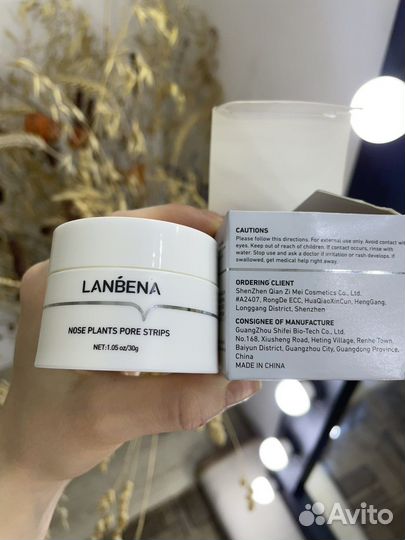 LANBENA
NOSE PLANTS PORE STRIPS
NET:1.05 oz/30g
CAUTIONS
Please follow this directions. For external use only. Avoid contact wit
eyes. Keep out of reach of children. If contact occurs, rinse with
water. Stop use and ask a doctor if irritation or rash develops. If
swallowed, get medical help right away.
ORDERING CLIENT
ShenZhen Qian Zi Mei Cosmetics Co., Ltd.
#A2407, RongDe ECC, HuaQiaoXinCun, HengGang,
Longgang District, Shenzhen
CONSIGNEE OF MANUFACTURE
GuangZhou Shifei Bio-Tech Co., Ltd.
No.168, Xiusheng Road, Heting Village, Renhe Town,
Baiyun District, Guangzhou City, Guangdong Province,
China
MADE IN CHINA
Avito